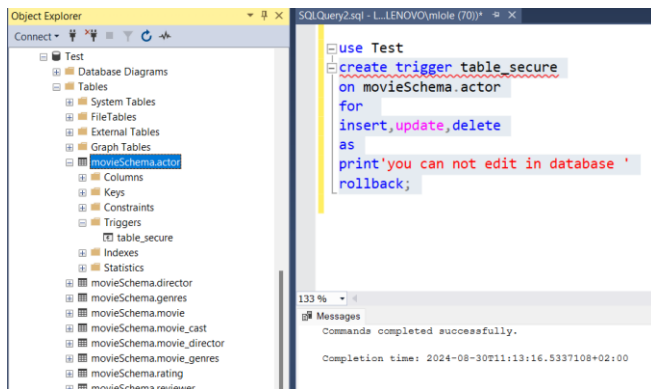 Object Explorer
Connect
Test
Database Diagrams
Tables
System Tables
FileTables
External Tables
Graph Tables
movieSchema.actor
Columns
Keys
Constraints
Triggers
table_secure
Indexes
Statistics
movieSchema.director
movieSchema.genres
movieSchema.movie
movieSchema.movie_cast
movieSchema.movie_director
movieSchema.movie_genres
movieSchema.rating
movieSchema.reviewer
SQLQuery2.sql - L...LENOVO\mlole (70))*
use Test
create trigger table_secure
on movieSchema.actor
for
insert,update,delete
as
print'you can not edit in database '
rollback;
133 %
Messages
Commands completed successfully.
Completion time: 2024-08-30T11:13:16.5337108+02:00